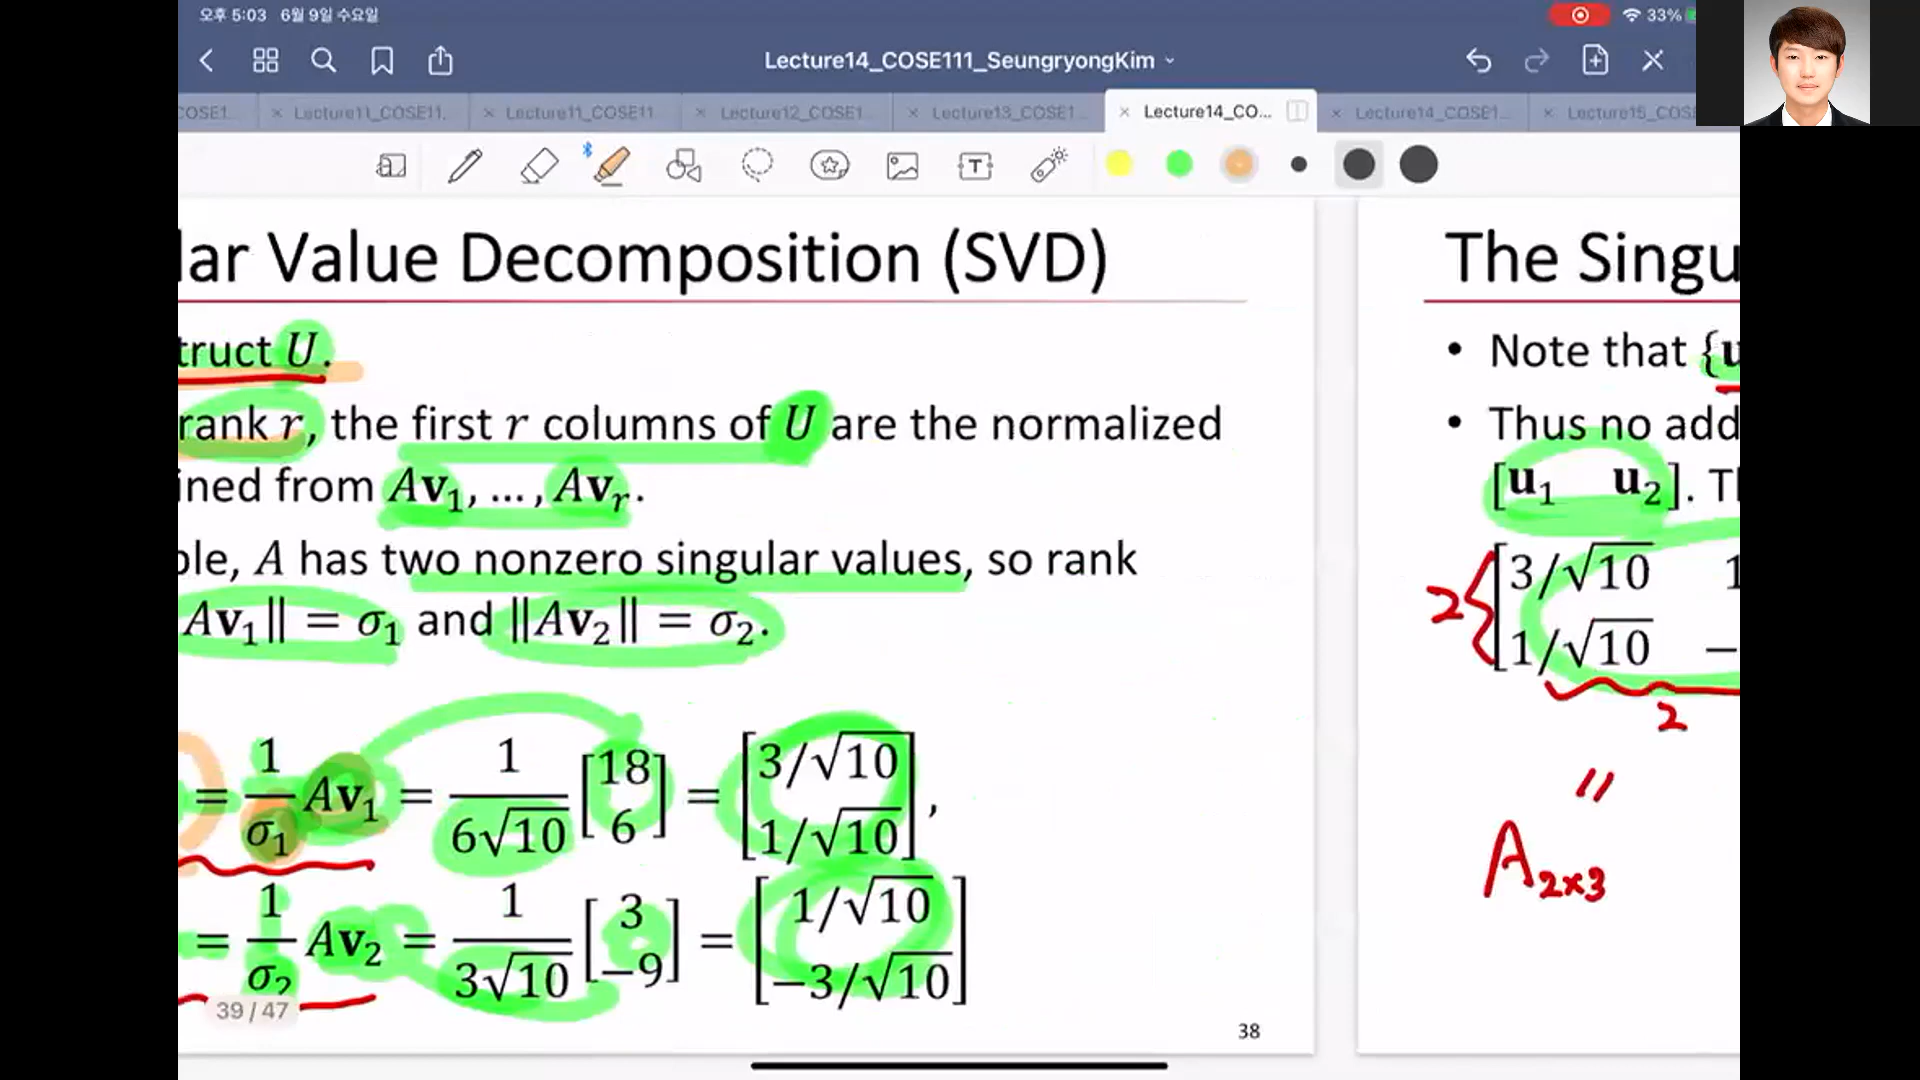 오후 5:03 6월 9일 수요일
33%
Lecture14_COSE111_SeungryongKim
COSE1... × Lecture11_COSE11. × Lecture11_COSE11 × Lecture12_COSE1... × Lecture13_COSE1... × Lecture14_CO... × Lecture14_COSE1... × Lecture15_COS
T
lar Value Decomposition (SVD)
truct U.
rank r, the first r columns of U are the normalized
ined from Av₁, … , Avᵣ.
ple, A has two nonzero singular values, so rank
Av₁‖ = σ₁ and ‖Av₂‖ = σ₂.
= 1/σ₁ Av₁ = 1/6√10 [18 6] = [3/√10 1/√10],
= 1/σ₂ Av₂ = 1/3√10 [3 −9] = [1/√10 −3/√10]
39 / 47
38
The Singu
• Note that {u
• Thus no add
[u₁ u₂]. T
2 [3/√10 1
1/√10 −
2
"
A₂ₓ₃